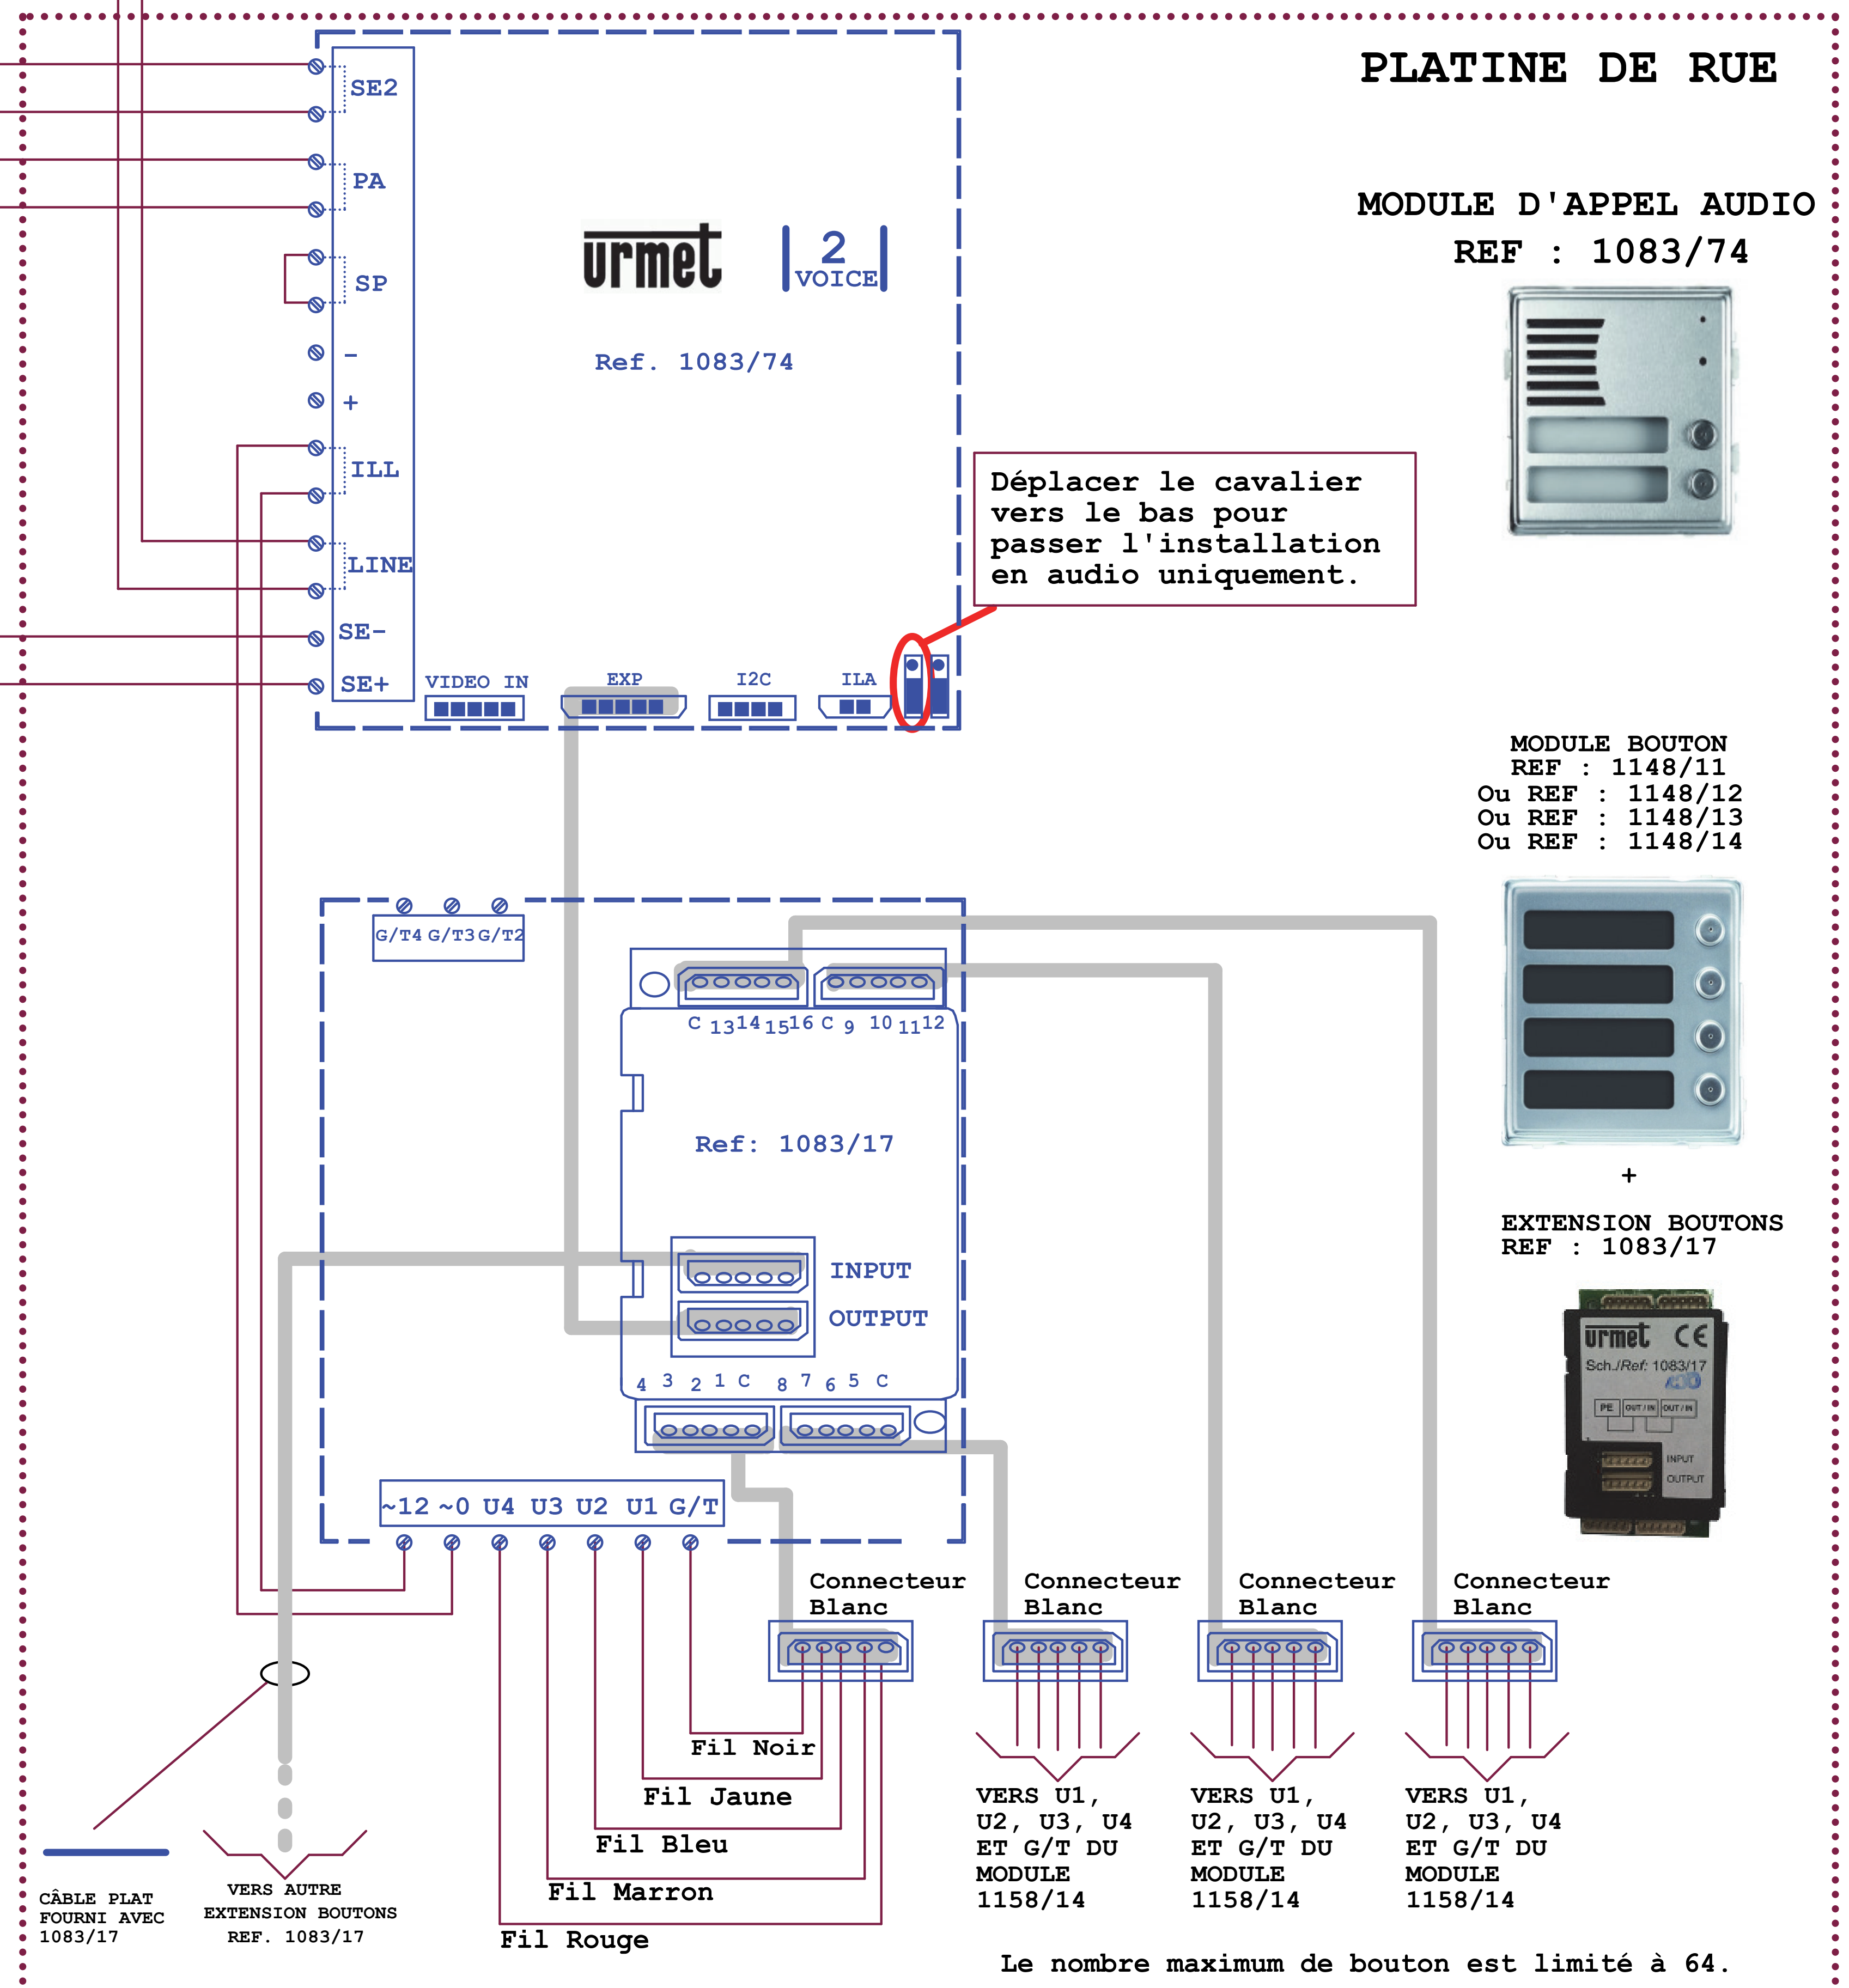 PLATINE DE RUE
MODULE D'APPEL AUDIO
REF : 1083/74
SE2
PA
SP
-
+
ILL
LINE
SE-
SE+
urmet
2
VOICE
Ref. 1083/74
VIDEO IN
EXP
I2C
ILA
Déplacer le cavalier
vers le bas pour
passer l'installation
en audio uniquement.
MODULE BOUTON
REF : 1148/11
Ou REF : 1148/12
Ou REF : 1148/13
Ou REF : 1148/14
+
EXTENSION BOUTONS
REF : 1083/17
urmet CE
Sch./Ref: 1083/17
PE OUT/IN OUT/IN
INPUT
OUTPUT
G/T4 G/T3 G/T2
C 13 14 15 16 C 9 10 11 12
Ref: 1083/17
INPUT
OUTPUT
4 3 2 1 C 8 7 6 5 C
~12 ~0 U4 U3 U2 U1 G/T
Connecteur
Blanc
Connecteur
Blanc
Connecteur
Blanc
Connecteur
Blanc
Fil Noir
Fil Jaune
Fil Bleu
Fil Marron
Fil Rouge
VERS U1,
U2, U3, U4
ET G/T DU
MODULE
1158/14
VERS U1,
U2, U3, U4
ET G/T DU
MODULE
1158/14
VERS U1,
U2, U3, U4
ET G/T DU
MODULE
1158/14
CÂBLE PLAT
FOURNI AVEC
1083/17
VERS AUTRE
EXTENSION BOUTONS
REF. 1083/17
Le nombre maximum de bouton est limité à 64.